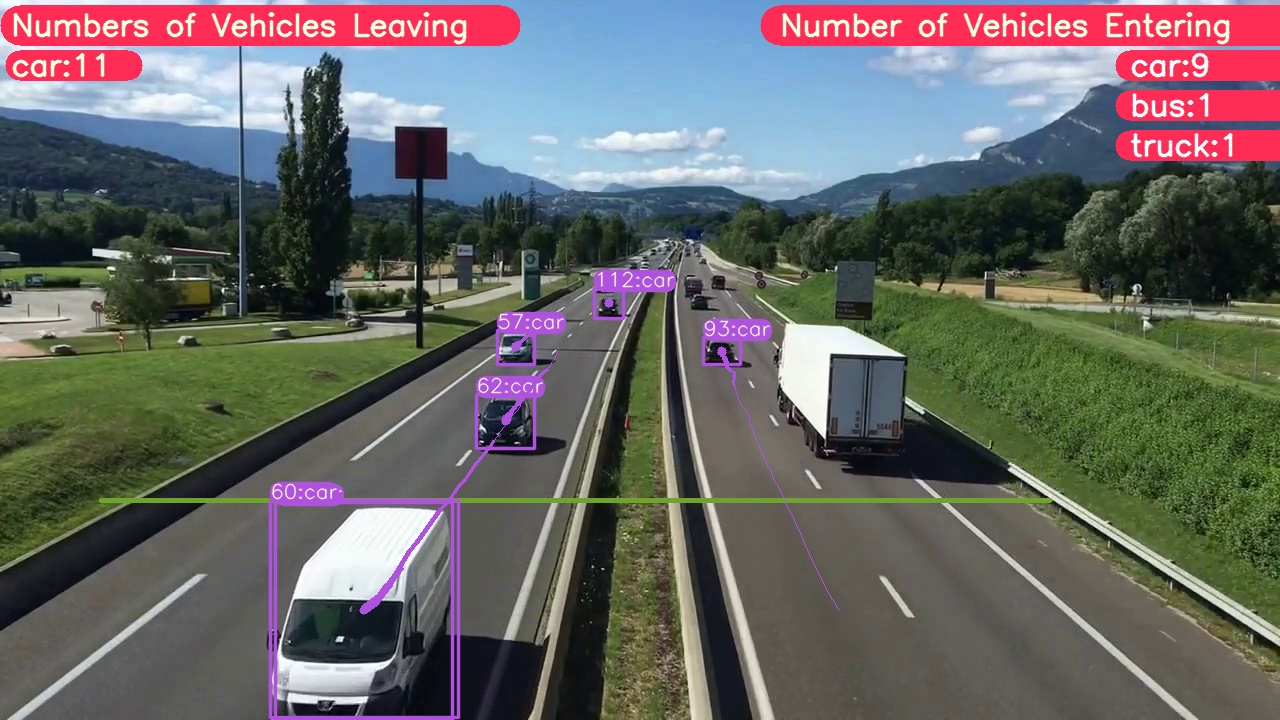 Numbers of Vehicles Leaving
Number of Vehicles Entering
car:11
car:9
bus:1
truck:1
112:car
57:car
93:car
62:car
60:car